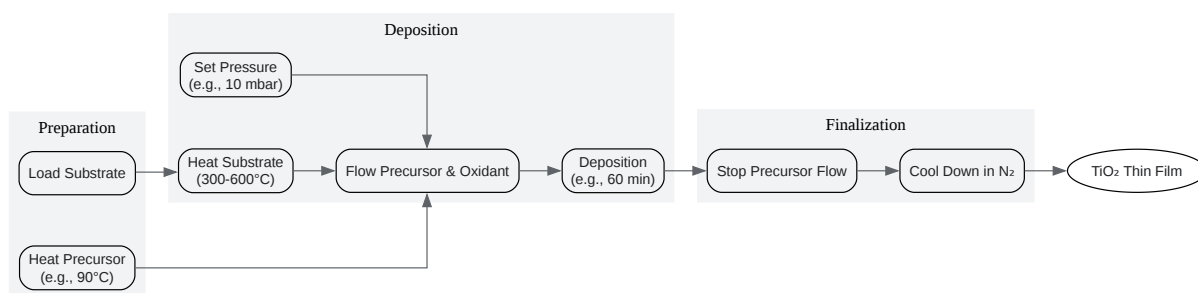 Preparation
Load Substrate
Heat Precursor
(e.g., 90°C)
Deposition
Set Pressure
(e.g., 10 mbar)
Heat Substrate
(300-600°C)
Flow Precursor & Oxidant
Deposition
(e.g., 60 min)
Finalization
Stop Precursor Flow
Cool Down in N₂
TiO₂ Thin Film